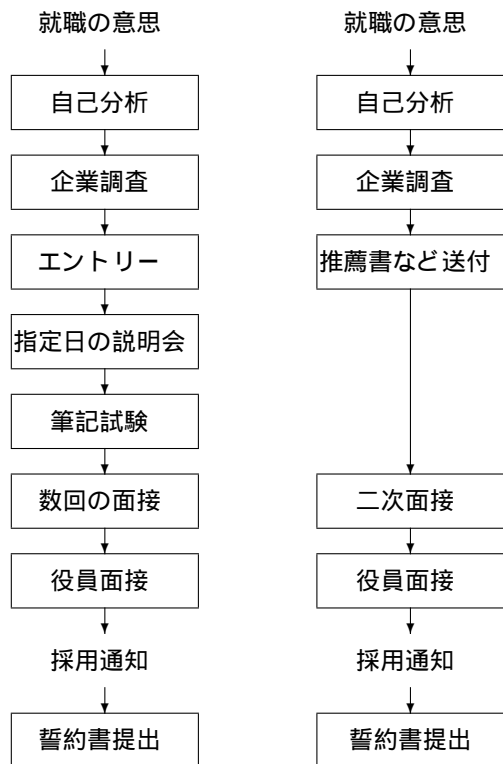 就職の意思
自己分析
企業調査
エントリー
指定日の説明会
筆記試験
数回の面接
役員面接
採用通知
誓約書提出
就職の意思
自己分析
企業調査
推薦書など送付
二次面接
役員面接
採用通知
誓約書提出